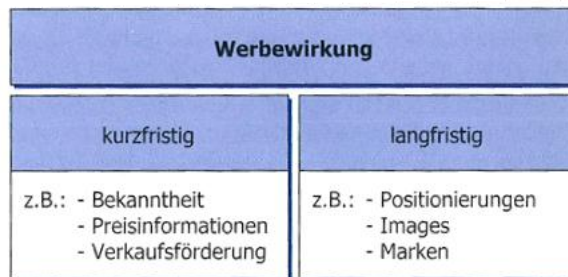 Werbewirkung
kurzfristig
z.B.: - Bekanntheit
- Preisinformationen
- Verkaufsförderung
langfristig
z.B.: - Positionierungen
- Images
- Marken